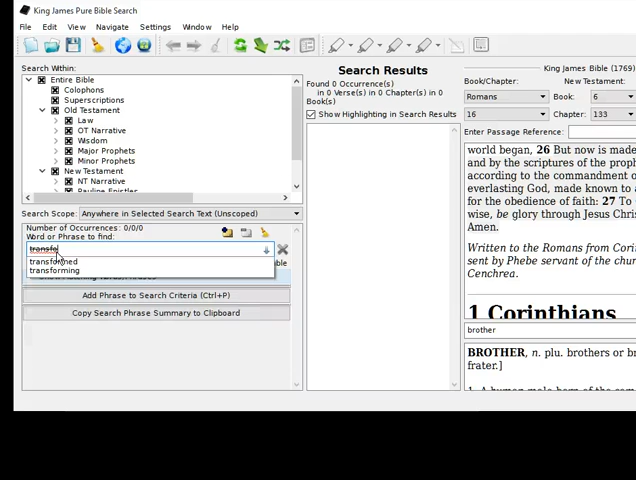 King James Pure Bible Search
File Edit View Navigate Settings Window Help
Search Within:
Entire Bible
Colophons
Superscriptions
Old Testament
Law
OT Narrative
Wisdom
Major Prophets
Minor Prophets
New Testament
NT Narrative
Pauline Epistler
Search Scope: Anywhere in Selected Search Text (Unscoped)
Number of Occurrences: 0/0/0
Word or Phrase to find:
transfo
transformed
transforming
Add Phrase to Search Criteria (Ctrl+P)
Copy Search Phrase Summary to Clipboard
Search Results
Found 0 Occurrence(s)
in 0 Verse(s) in 0 Chapter(s) in 0
Book(s)
Show Highlighting in Search Results
King James Bible (1769)
Book/Chapter: New Testament:
Romans Book: 6
16 Chapter: 133
Enter Passage Reference:
world began, 26 But now is made
and by the scriptures of the proph
according to the commandment o
everlasting God, made known to a
for the obedience of faith: 27 To
wise, be glory through Jesus Chr
Amen.
Written to the Romans from Cori
sent by Phebe servant of the chur
Cenchrea.
1 Corinthians
brother
BROTHER, n. plu. brothers or br
frater.]